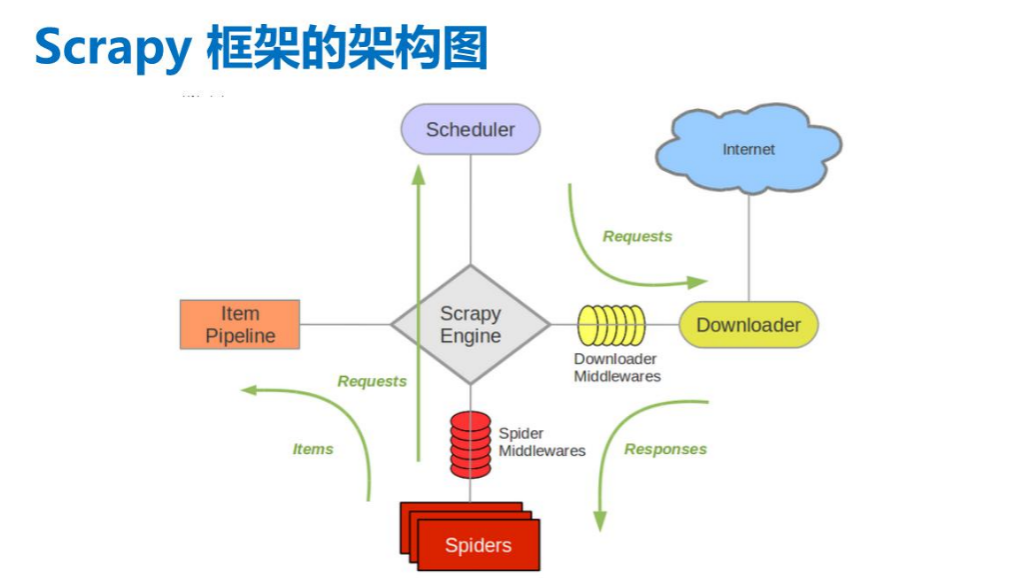 Scrapy 框架的架构图
Scheduler
Internet
Requests
Item
Pipeline
Scrapy
Engine
Downloader
Downloader
Middlewares
Requests
Items
Spider
Middlewares
Responses
Spiders